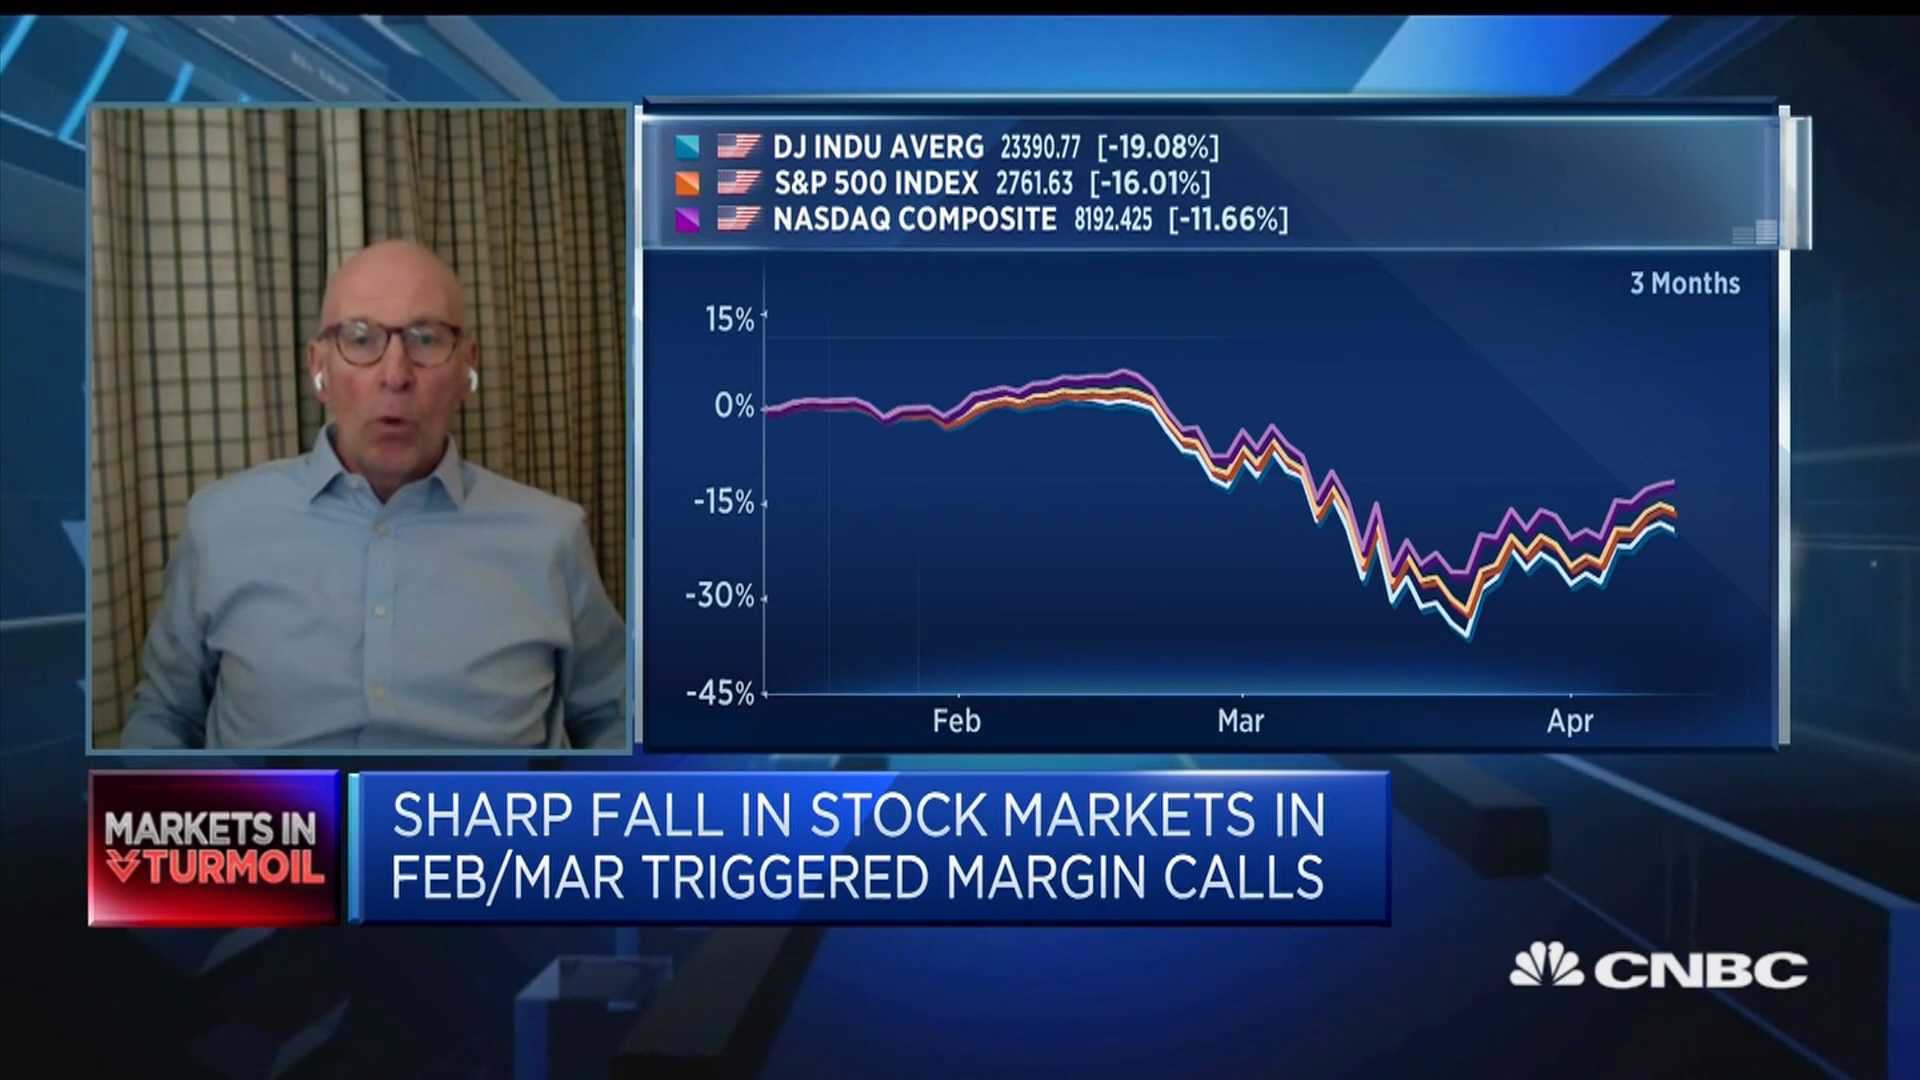 DJ INDU AVERG 23390.77 [-19.08%]
S&P 500 INDEX 2761.63 [-16.01%]
NASDAQ COMPOSITE 8192.425 [-11.66%]
3 Months
15%
0%
-15%
-30%
-45%
Feb Mar Apr
MARKETS IN
TURMOIL
SHARP FALL IN STOCK MARKETS IN
FEB/MAR TRIGGERED MARGIN CALLS
CNBC